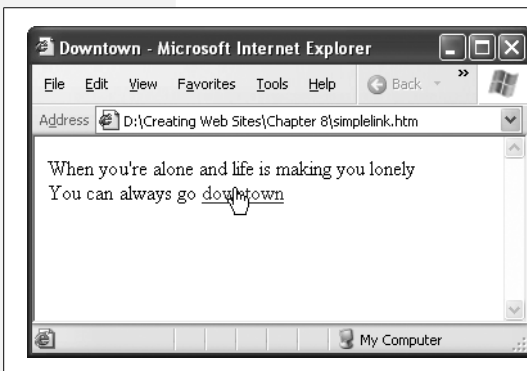 Downtown - Microsoft Internet Explorer
File Edit View Favorites Tools Help Back »
Address D:\Creating Web Sites\Chapter 8\simplelink.htm
When you're alone and life is making you lonely
You can always go downtown
My Computer